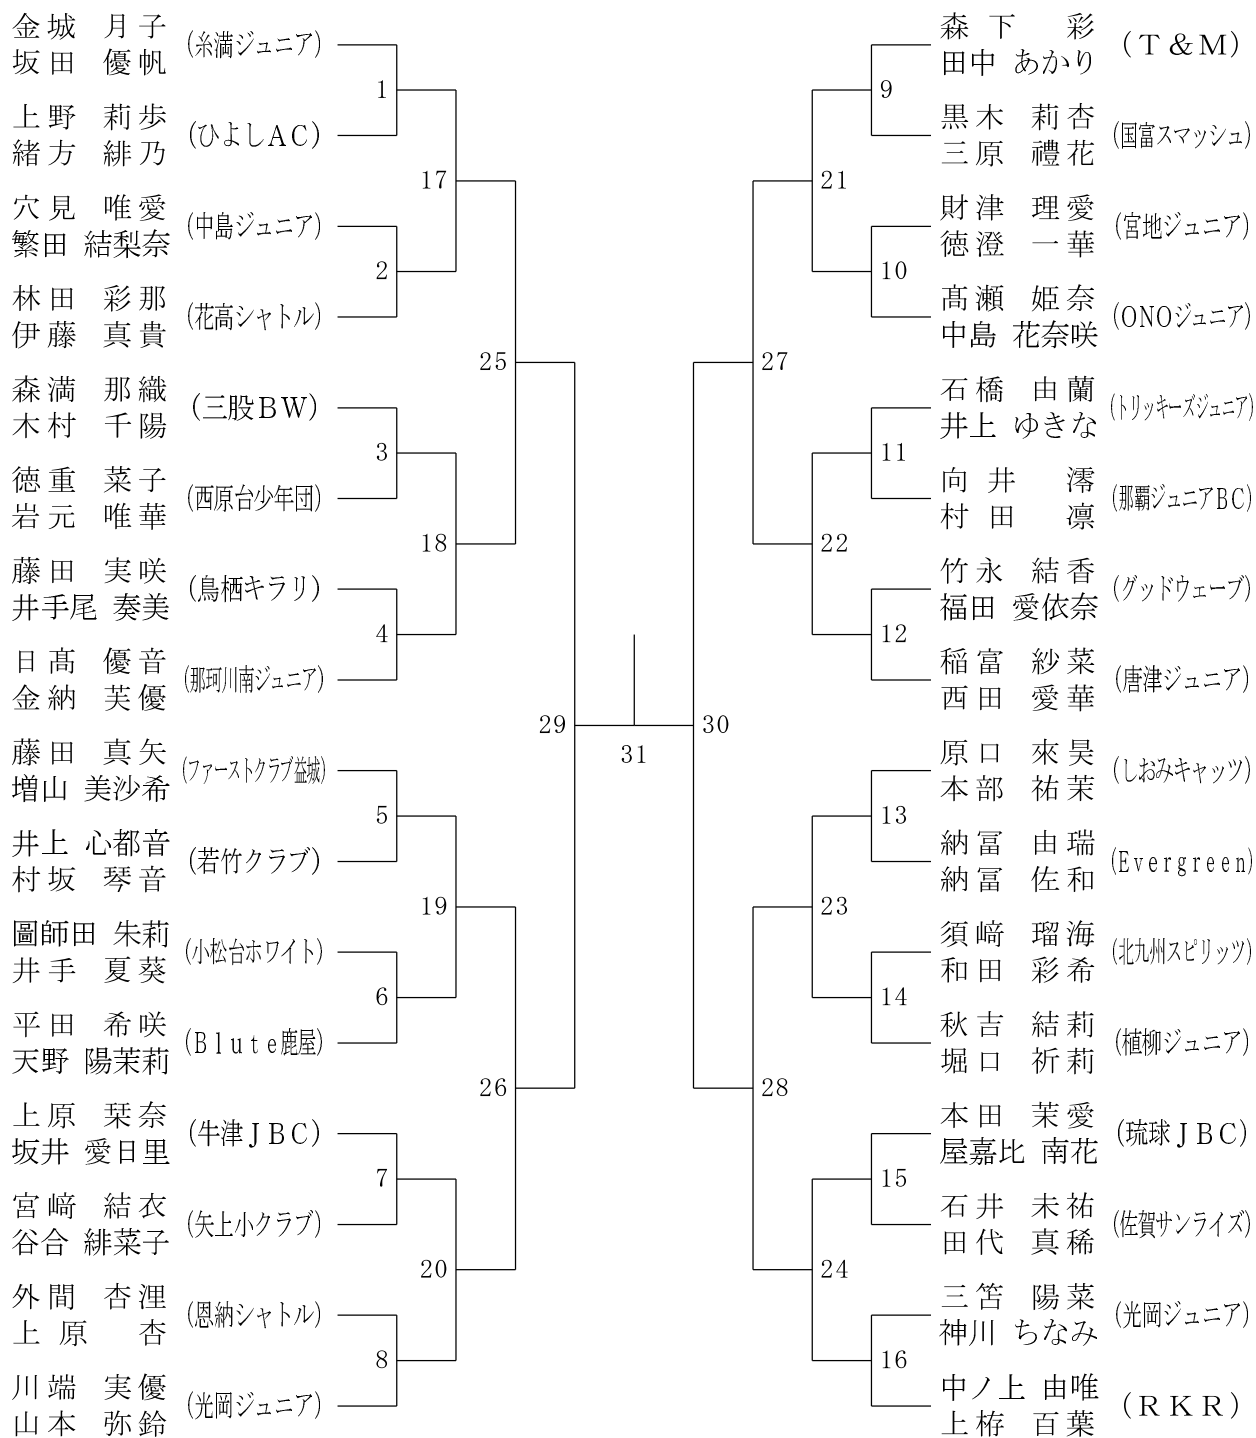 金城 月子
坂田 優帆
(糸満ジュニア)
1
上野 莉歩
緒方 緋乃
(ひよしAC)
17
穴見 唯愛
繁田 結梨奈
(中島ジュニア)
2
林田 彩那
伊藤 真貴
(花高シャトル)
25
森満 那織
木村 千陽
(三股BW)
3
徳重 菜子
岩元 唯華
(西原台少年団)
18
藤田 実咲
井手尾 奏美
(鳥栖キラリ)
4
日髙 優音
金納 芙優
(那珂川南ジュニア)
29
藤田 真矢
増山 美沙希
(ファーストクラブ益城)
5
井上 心都音
村坂 琴音
(若竹クラブ)
19
圖師田 朱莉
井手 夏葵
(小松台ホワイト)
6
平田 希咲
天野 陽茉莉
(Blute鹿屋)
26
上原 栞奈
坂井 愛日里
(牛津JBC)
7
宮﨑 結衣
谷合 緋菜子
(矢上小クラブ)
20
外間 杏浬
上原 杏
(恩納シャトル)
8
川端 実優
山本 弥鈴
(光岡ジュニア)
31
森下 彩
田中 あかり
(T&M)
9
黒木 莉杏
三原 禮花
(国富スマッシュ)
21
財津 理愛
徳澄 一華
(宮地ジュニア)
10
髙瀬 姫奈
中島 花奈咲
(ONOジュニア)
27
石橋 由蘭
井上 ゆきな
(トリッキーズジュニア)
11
向井 澪
村田 凛
(那覇ジュニアBC)
22
竹永 結香
福田 愛依奈
(グッドウェーブ)
12
稲富 紗菜
西田 愛華
(唐津ジュニア)
30
原口 來昊
本部 祐茉
(しおみキャッツ)
13
納冨 由瑞
納冨 佐和
(Evergreen)
23
須﨑 瑠海
和田 彩希
(北九州スピリッツ)
14
秋吉 結莉
堀口 祈莉
(植柳ジュニア)
28
本田 茉愛
屋嘉比 南花
(琉球JBC)
15
石井 未祐
田代 真稀
(佐賀サンライズ)
24
三笘 陽菜
神川 ちなみ
(光岡ジュニア)
16
中ノ上 由唯
上栫 百葉
(RKR)